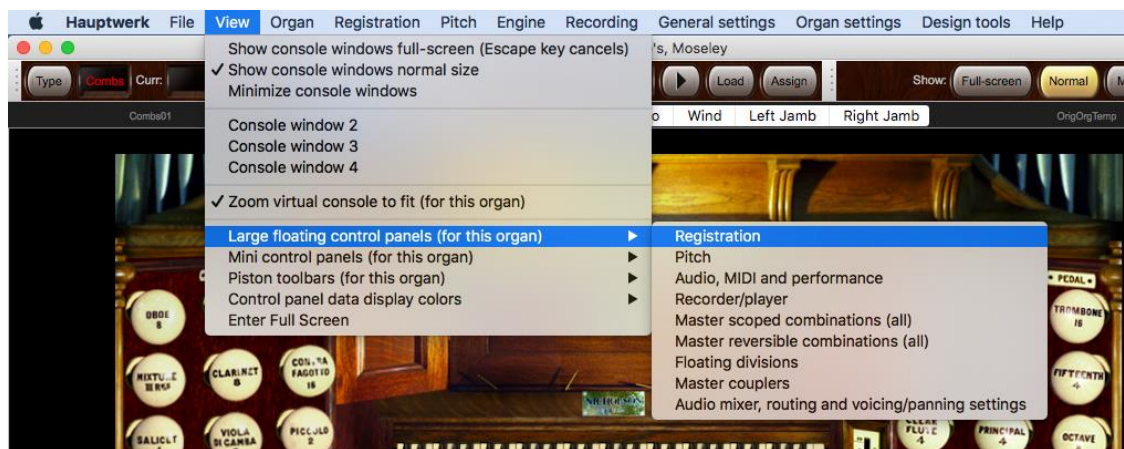 Hauptwerk File View Organ Registration Pitch Engine Recording General settings Organ settings Design tools Help
Show console windows full-screen (Escape key cancels)
's, Moseley
✓ Show console windows normal size
Type Combs Curr: Load Assign Show: Full-screen Normal M
Minimize console windows
Combs01
Wind Left Jamb Right Jamb OrigOrgTemp
Console window 2
Console window 3
Console window 4
✓ Zoom virtual console to fit (for this organ)
Large floating control panels (for this organ) ▶
Registration
Mini control panels (for this organ) ▶
Pitch
Piston toolbars (for this organ) ▶
Audio, MIDI and performance
Control panel data display colors ▶
Recorder/player
Enter Full Screen
Master scoped combinations (all)
Master reversible combinations (all)
Floating divisions
Master couplers
Audio mixer, routing and voicing/panning settings
PEDAL
OBOE 8
TROMBONE 16
CLARINET 8
FAGOTTO 16
FIFTEENTH 4
VIOLA DI GAMBA
PICCOLO 2
FLUTE 4
PRINCIPAL 4
OCTAVE